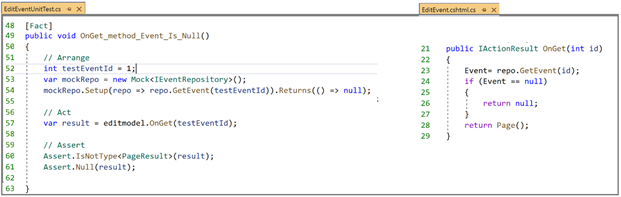 EditEventUnitTest.cs
48 [Fact]
49 public void OnGet_method_Event_Is_Null()
50 {
51 // Arrange
52 int testEventId = 1;
53 var mockRepo = new Mock<IEventRepository>();
54 mockRepo.Setup(repo => repo.GetEvent(testEventId)).Returns(() => null);
55 ;
56 // Act
57 var result = editmodel.OnGet(testEventId);
58
59 // Assert
60 Assert.IsNotType<PageResult>(result);
61 Assert.Null(result);
62
63 }
EditEvent.cshtml.cs
21 public IActionResult OnGet(int id)
22 {
23 Event= repo.GetEvent(id);
24 if (Event == null)
25 {
26 return null;
27 }
28 return Page();
29 }